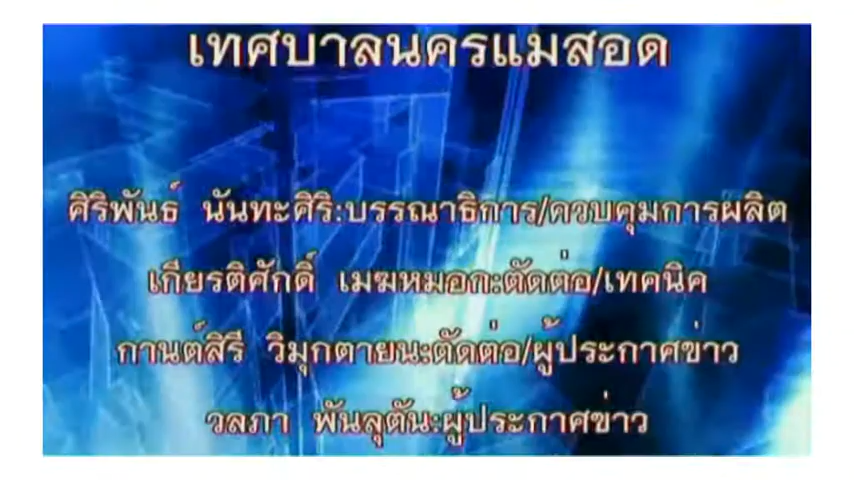 เทศบาลนครแม่สอด
ศิริพันธ์ นันทะศิริ:บรรณาธิการ/ควบคุมการผลิต
เกียรติศักดิ์ เมฆหมอก:ตัดต่อ/เทคนิค
กานต์สิรี วิมุกตายน:ตัดต่อ/ผู้ประกาศข่าว
วลภา พันลุตัน:ผู้ประกาศข่าว